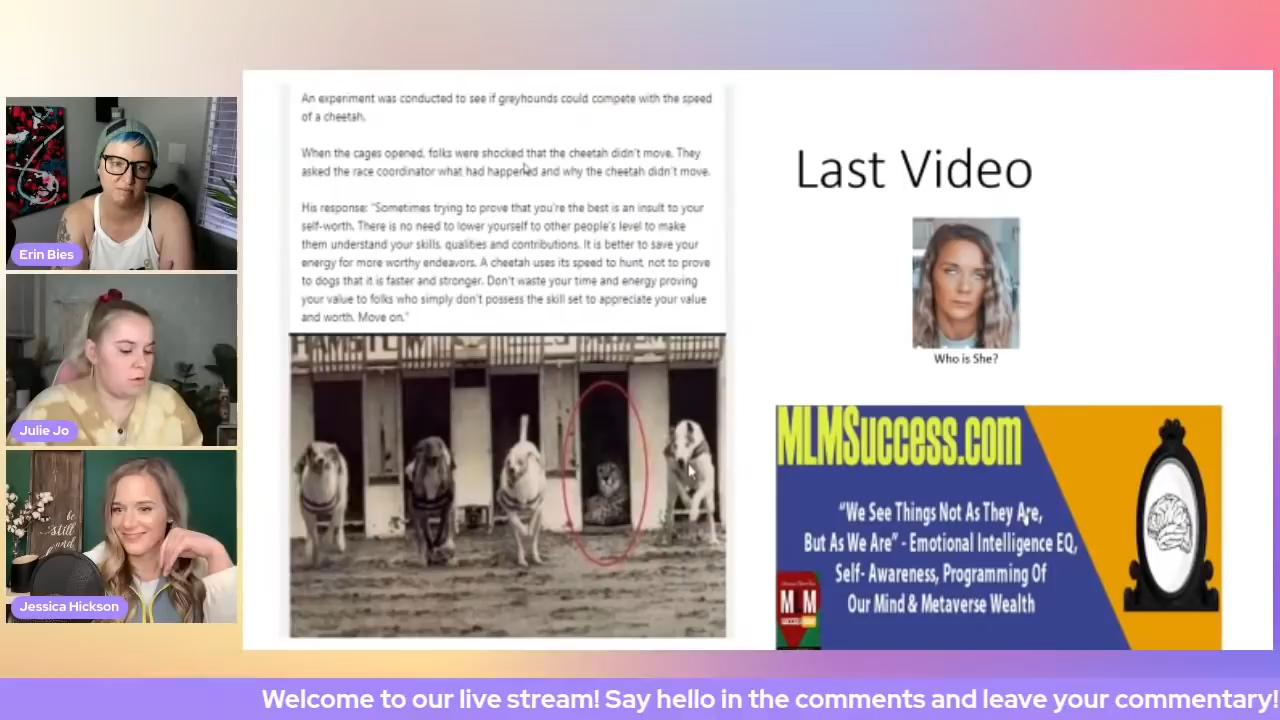 Erin Bies
Julie Jo
Jessica Hickson
be
still
An experiment was conducted to see if greyhounds could compete with the speed
of a cheetah.
When the cages opened, folks were shocked that the cheetah didn't move. They
asked the race coordinator what had happened and why the cheetah didn't move.
His response: "Sometimes trying to prove that you're the best is an insult to your
self-worth. There is no need to lower yourself to other people's level to make
them understand your skills, qualities and contributions. It is better to save your
energy for more worthy endeavors. A cheetah uses its speed to hunt, not to prove
to dogs that it is faster and stronger. Don't waste your time and energy proving
your value to folks who simply don't possess the skill set to appreciate your value
and worth. Move on."
Last Video
Who is She?
MLMSuccess.com
"We See Things Not As They Are,
But As We Are" - Emotional Intelligence EQ,
Self- Awareness, Programming Of
Our Mind & Metaverse Wealth
Welcome to our live stream! Say hello in the comments and leave your commentary!